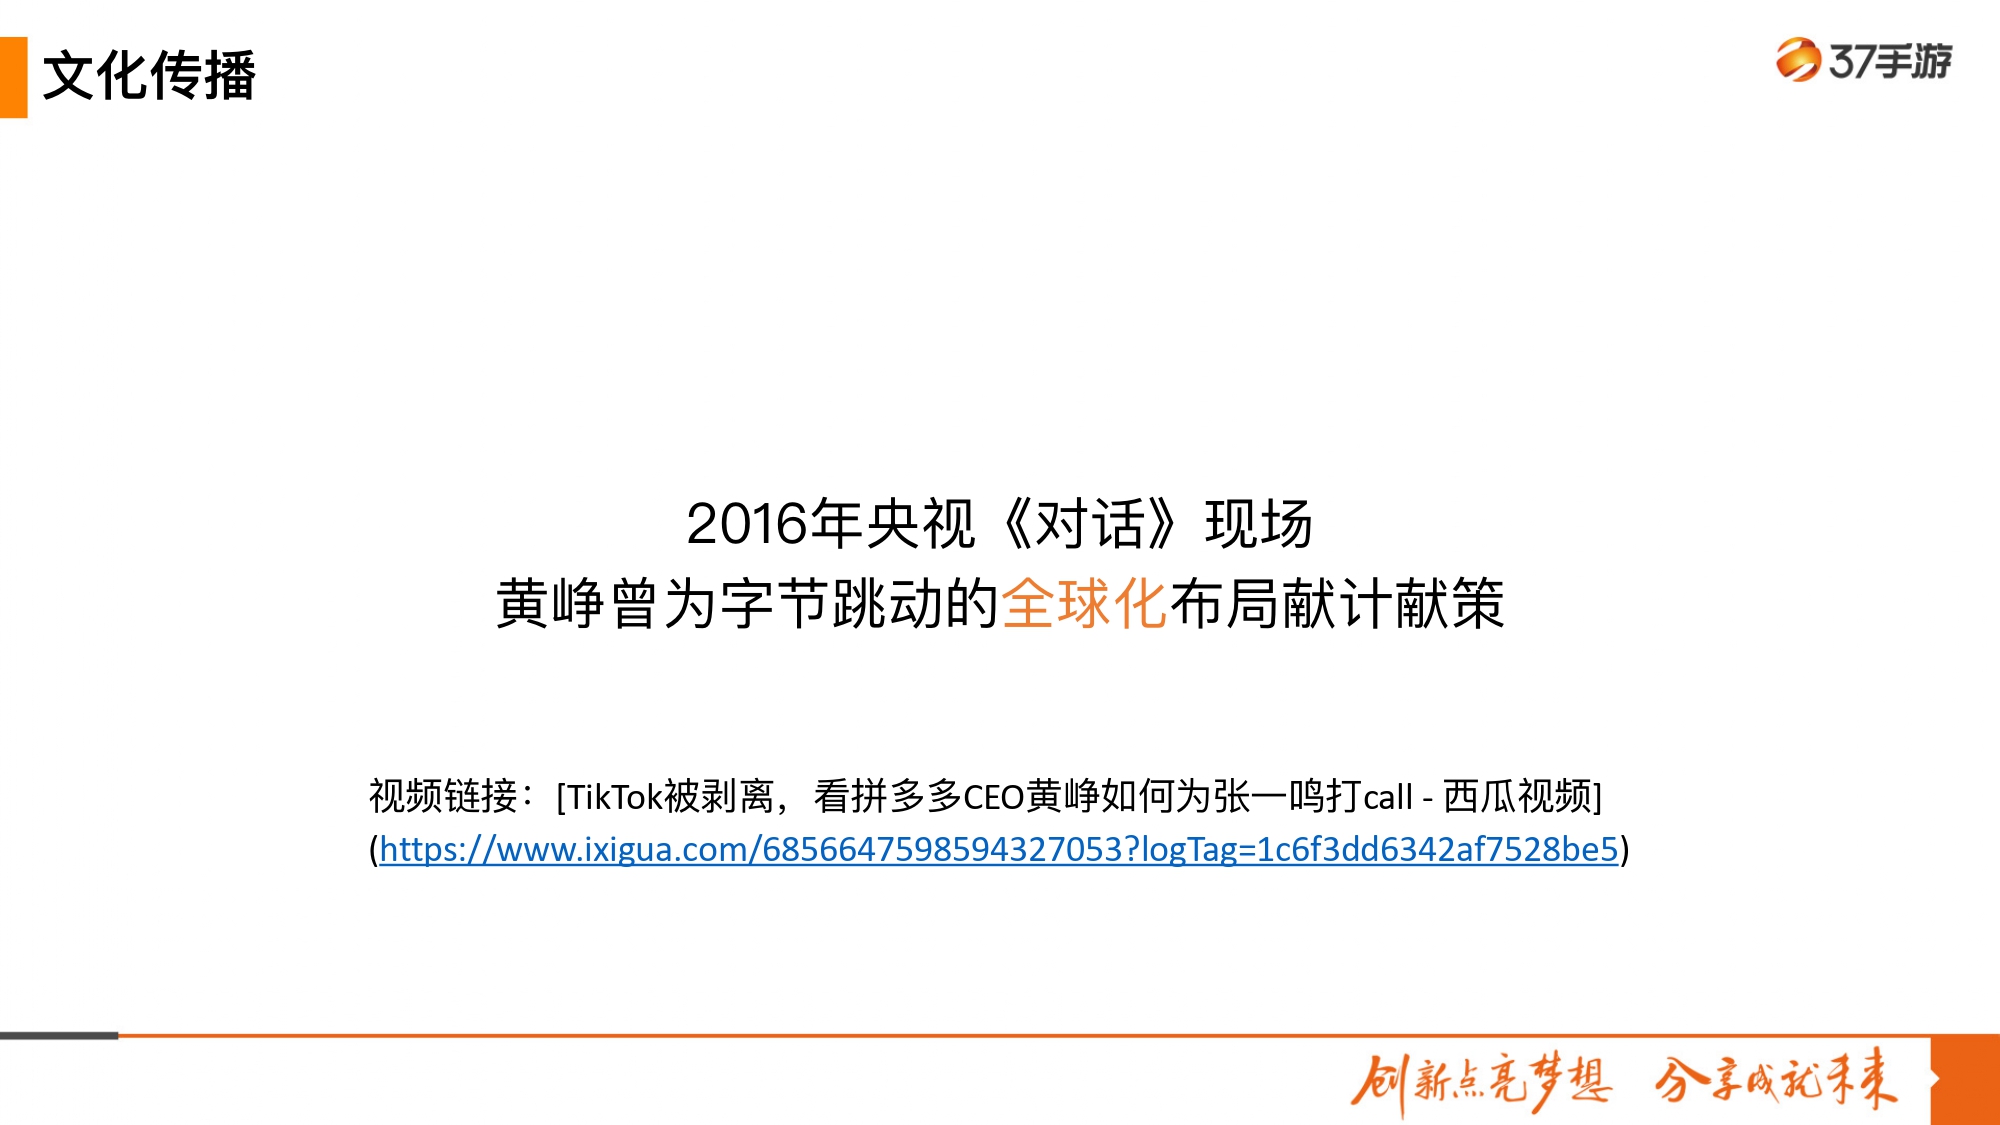 文化传播
37手游
2016年央视《对话》现场
黄峥曾为字节跳动的全球化布局献计献策
视频链接：[TikTok被剥离，看拼多多CEO黄峥如何为张一鸣打call - 西瓜视频]
(https://www.ixigua.com/6856647598594327053?logTag=1c6f3dd6342af7528be5)
创新点亮梦想 分享成就未来